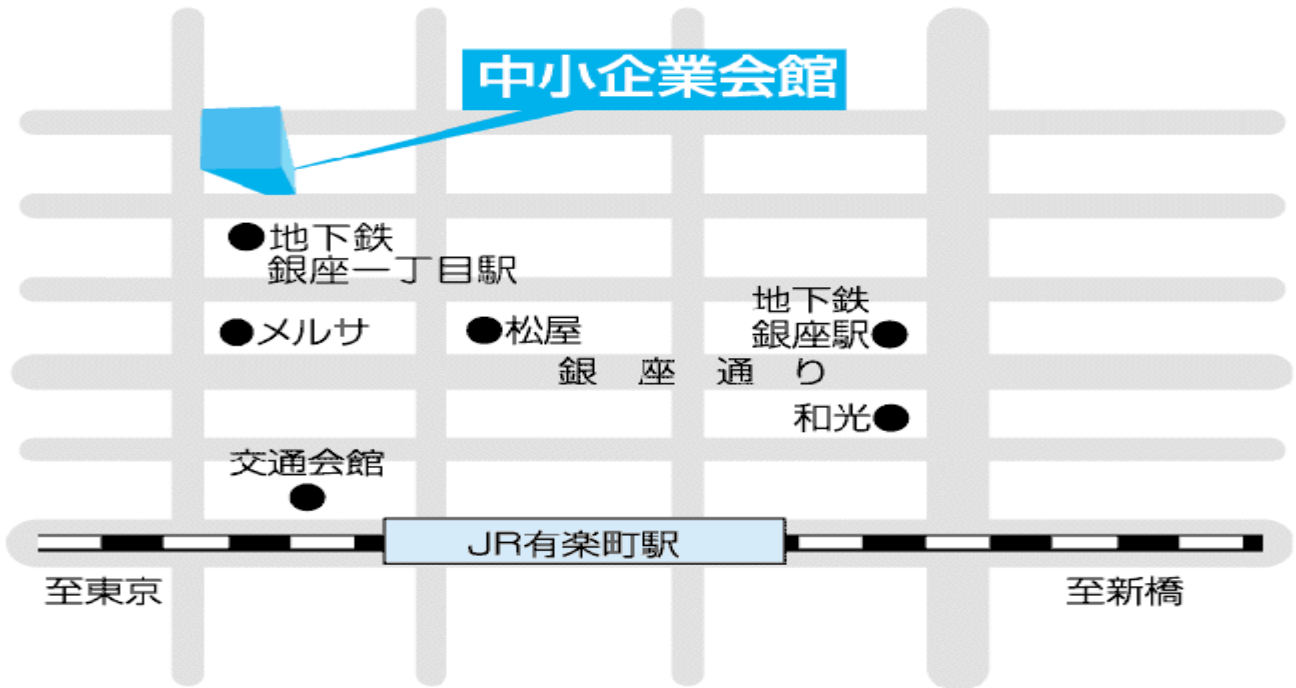 中小企業会館
地下鉄
銀座一丁目駅
地下鉄
銀座駅
メルサ
松屋
銀座通り
和光
交通会館
JR有楽町駅
至東京
至新橋